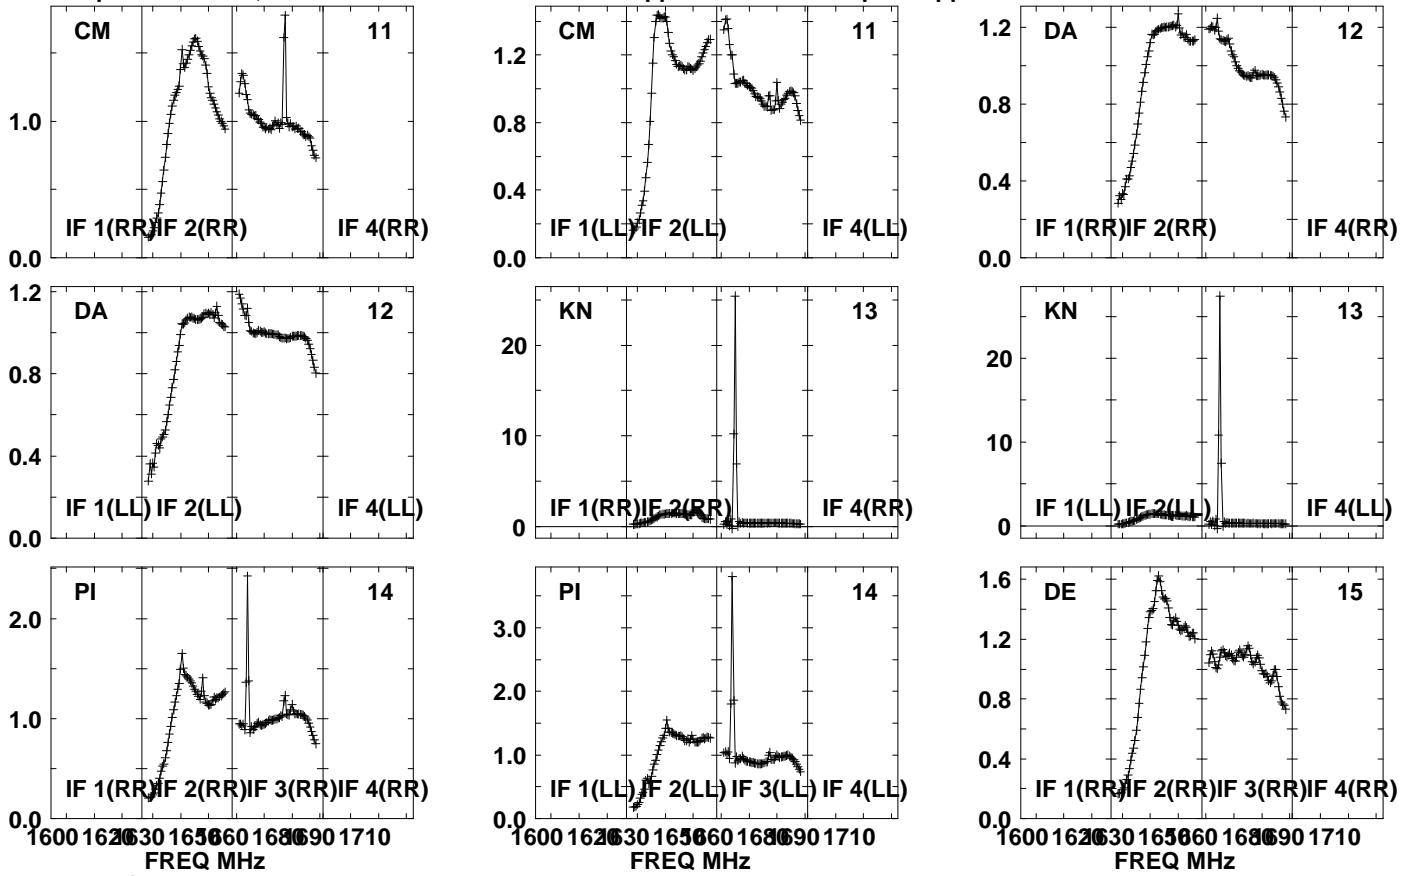 CM 11
1.0
0.0
IF 1(RR) IF 2(RR) IF 4(RR)
CM 11
1.2
0.8
0.4
0.0
IF 1(LL) IF 2(LL) IF 4(LL)
DA 12
1.2
0.8
0.4
0.0
IF 1(RR) IF 2(RR) IF 4(RR)
DA 12
1.2
0.8
0.4
0.0
IF 1(LL) IF 2(LL) IF 4(LL)
KN 13
20
10
0
IF 1(RR) IF 2(RR) IF 4(RR)
KN 13
20
10
0
IF 1(LL) IF 2(LL) IF 4(LL)
PI 14
2.0
1.0
0.0
IF 1(RR) IF 2(RR) IF 3(RR) IF 4(RR)
1600 1620 1630 1650 1660 1680 1690 1710
FREQ MHz
PI 14
3.0
2.0
1.0
0.0
IF 1(LL) IF 2(LL) IF 3(LL) IF 4(LL)
1600 1620 1630 1650 1660 1680 1690 1710
FREQ MHz
DE 15
1.6
1.2
0.8
0.4
0.0
IF 1(RR) IF 2(RR) IF 3(RR) IF 4(RR)
1600 1620 1630 1650 1660 1680 1690 1710
FREQ MHz